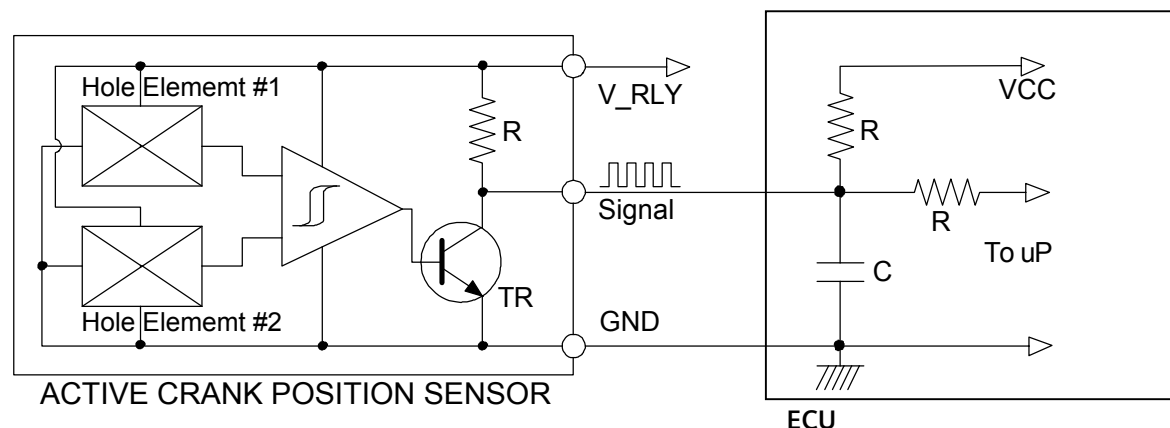 Hole Elememt #1
V_RLY
VCC
R
R
Signal
R
To uP
C
TR
GND
Hole Elememt #2
ACTIVE CRANK POSITION SENSOR
ECU